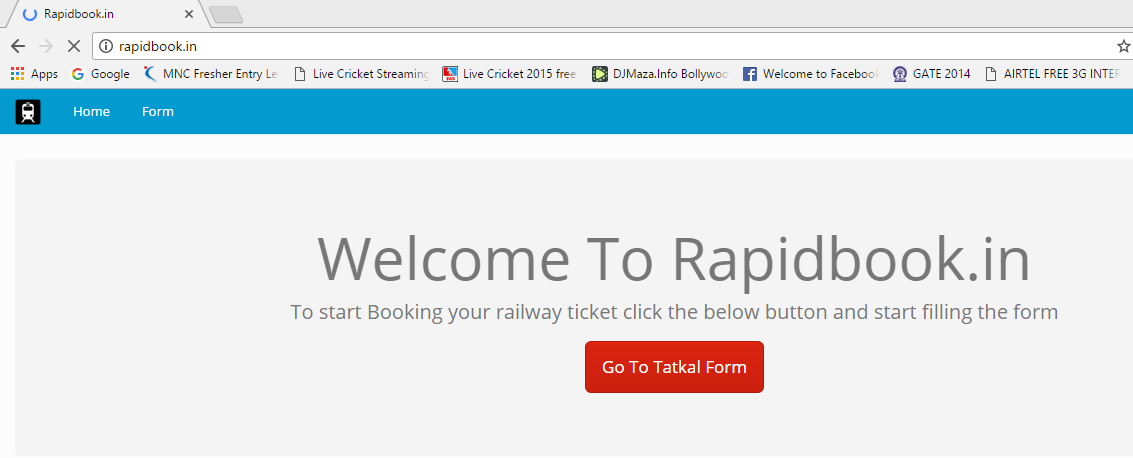 Rapidbook.in
rapidbook.in
Apps Google MNC Fresher Entry Le Live Cricket Streaming Live Cricket 2015 free DJMaza.Info Bollywoo Welcome to Facebook GATE 2014 AIRTEL FREE 3G INTER
Home Form
Welcome To Rapidbook.in
To start Booking your railway ticket click the below button and start filling the form
Go To Tatkal Form